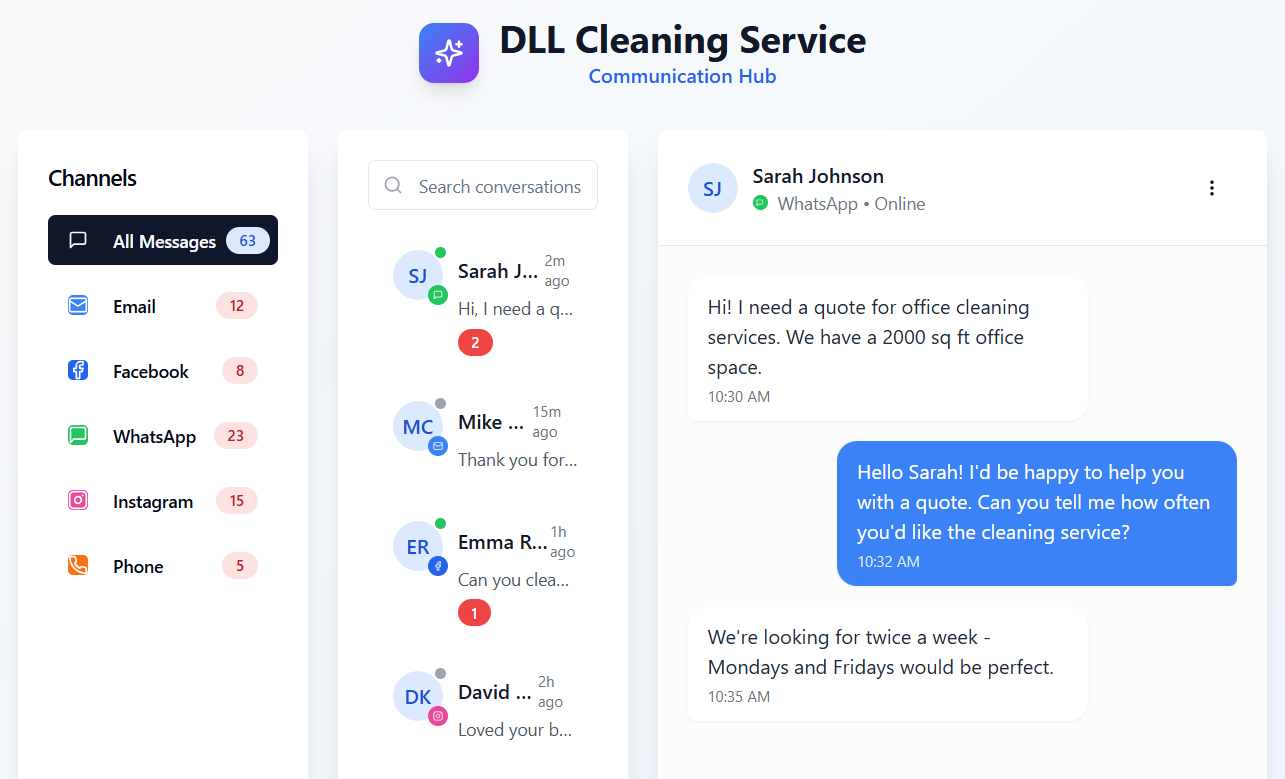 DLL Cleaning Service
Communication Hub
Channels
All Messages 63
Email 12
Facebook 8
WhatsApp 23
Instagram 15
Phone 5
Search conversations
SJ
Sarah J... 2m ago
Hi, I need a q...
2
MC
Mike ... 15m ago
Thank you for...
ER
Emma R... 1h ago
Can you clea...
1
DK
David ... 2h ago
Loved your b...
SJ
Sarah Johnson
WhatsApp • Online
Hi! I need a quote for office cleaning
services. We have a 2000 sq ft office
space.
10:30 AM
Hello Sarah! I'd be happy to help you
with a quote. Can you tell me how often
you'd like the cleaning service?
10:32 AM
We're looking for twice a week -
Mondays and Fridays would be perfect.
10:35 AM